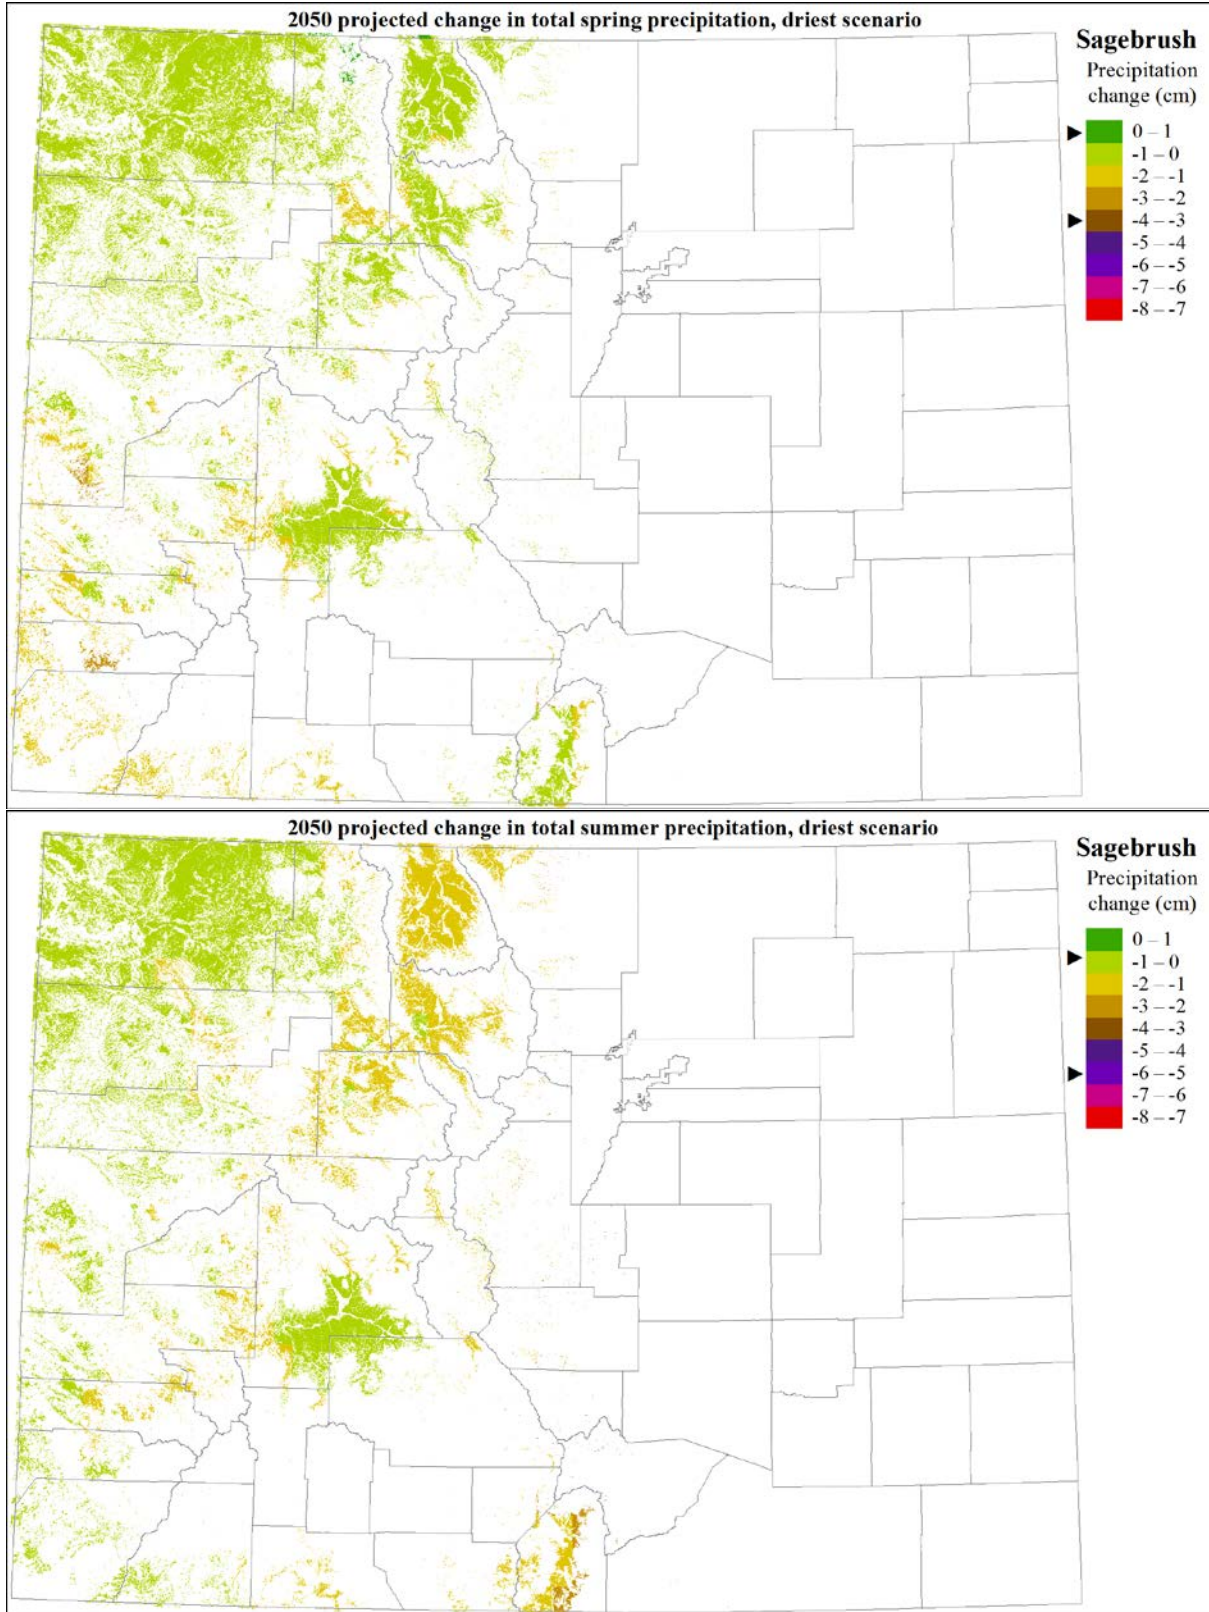 2050 projected change in total spring precipitation, driest scenario
Sagebrush
Precipitation
change (cm)
0 – 1
-1 – 0
-2 – -1
-3 – -2
-4 – -3
-5 – -4
-6 – -5
-7 – -6
-8 – -7
2050 projected change in total summer precipitation, driest scenario
Sagebrush
Precipitation
change (cm)
0 – 1
-1 – 0
-2 – -1
-3 – -2
-4 – -3
-5 – -4
-6 – -5
-7 – -6
-8 – -7